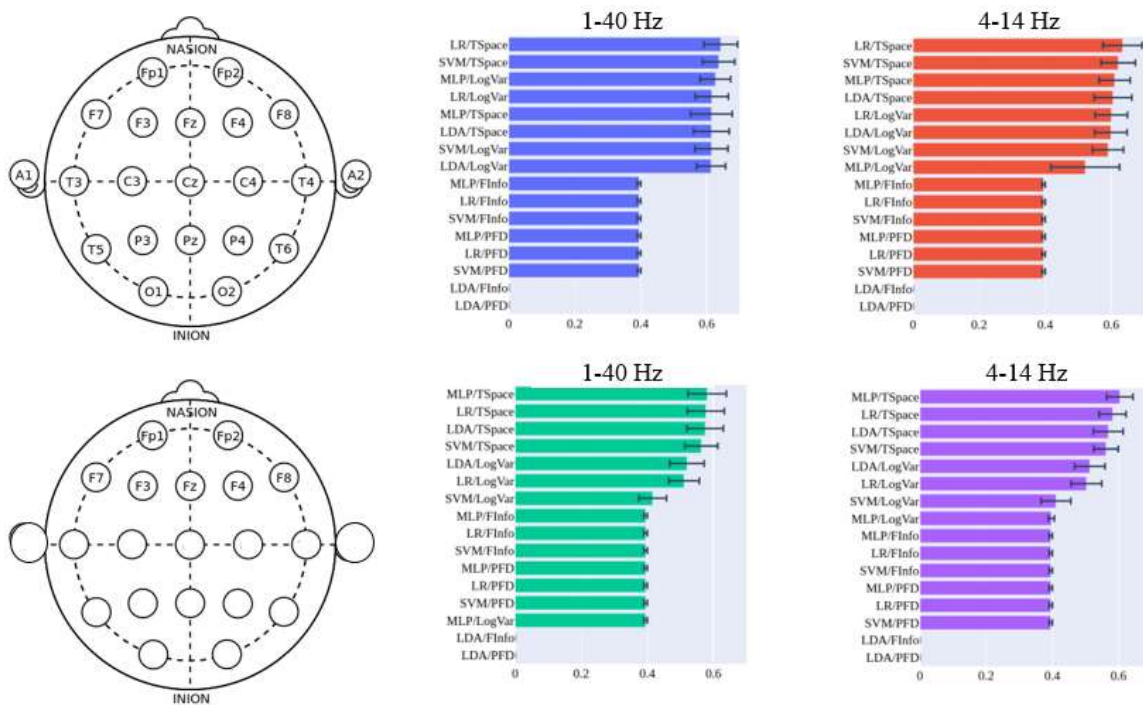 NASION
Fp1 Fp2
F7 F3 Fz F4 F8
A1 T3 C3 Cz C4 T4 A2
T5 P3 Pz P4 T6
O1 O2
INION
1-40 Hz
LR/TSpace
SVM/TSpace
MLP/LogVar
LR/LogVar
MLP/TSpace
LDA/TSpace
SVM/LogVar
LDA/LogVar
MLP/FInfo
LR/FInfo
SVM/FInfo
MLP/PFD
LR/PFD
SVM/PFD
LDA/FInfo
LDA/PFD
0 0.2 0.4 0.6
4-14 Hz
LR/TSpace
SVM/TSpace
MLP/TSpace
LDA/TSpace
LR/LogVar
LDA/LogVar
SVM/LogVar
MLP/LogVar
MLP/FInfo
LR/FInfo
SVM/FInfo
MLP/PFD
LR/PFD
SVM/PFD
LDA/FInfo
LDA/PFD
0 0.2 0.4 0.6
NASION
Fp1 Fp2
F7 F3 Fz F4 F8
INION
1-40 Hz
MLP/TSpace
LR/TSpace
LDA/TSpace
SVM/TSpace
LDA/LogVar
LR/LogVar
SVM/LogVar
MLP/FInfo
LR/FInfo
SVM/FInfo
MLP/PFD
LR/PFD
SVM/PFD
MLP/LogVar
LDA/FInfo
LDA/PFD
0 0.2 0.4 0.6
4-14 Hz
MLP/TSpace
LR/TSpace
LDA/TSpace
SVM/TSpace
LDA/LogVar
LR/LogVar
SVM/LogVar
MLP/LogVar
MLP/FInfo
LR/FInfo
SVM/FInfo
MLP/PFD
LR/PFD
SVM/PFD
LDA/FInfo
LDA/PFD
0 0.2 0.4 0.6